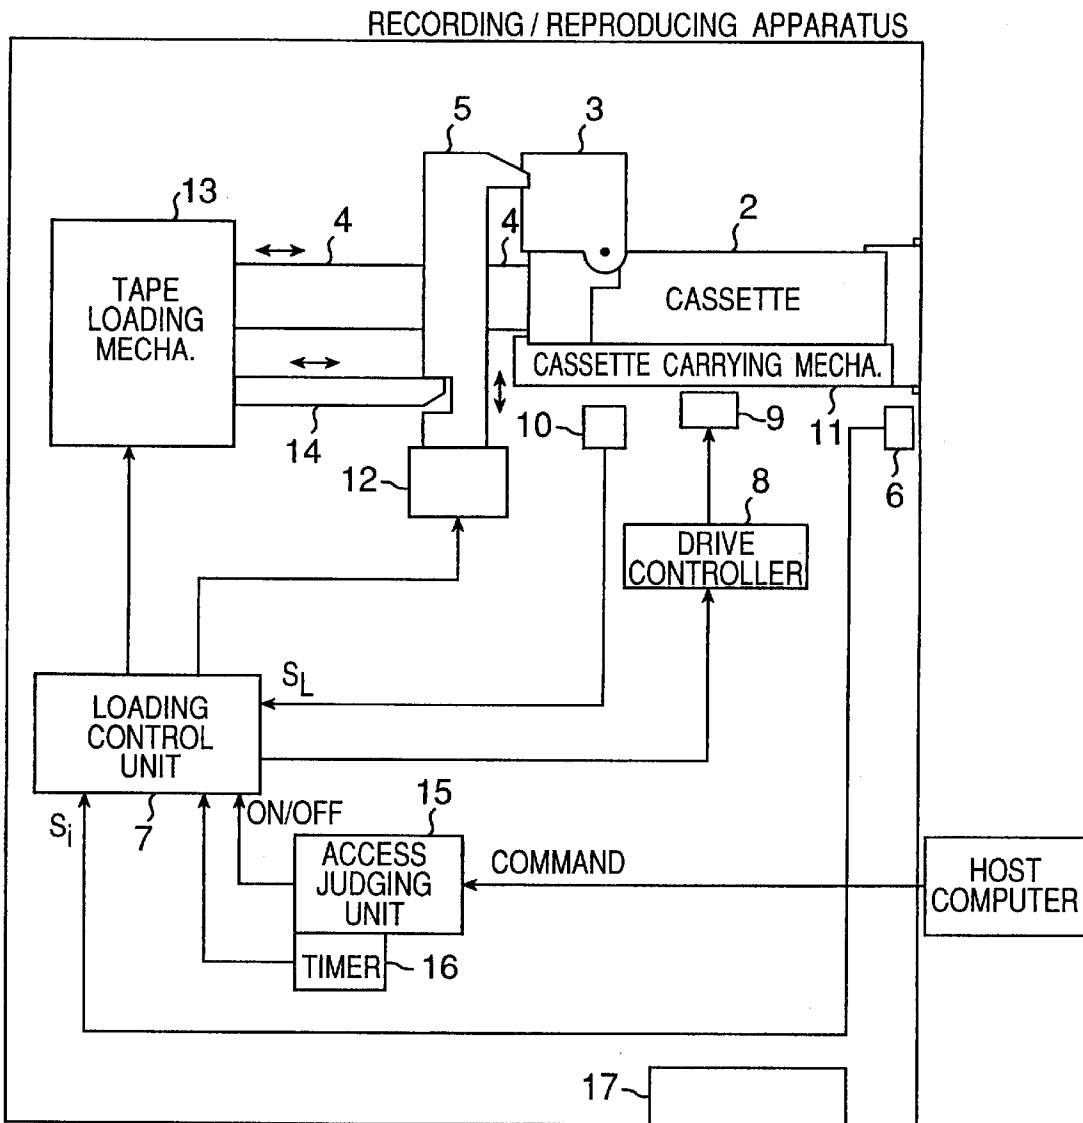 RECORDING / REPRODUCING APPARATUS
5
3
13
4
4
2
TAPE
LOADING
MECHA.
CASSETTE
CASSETTE CARRYING MECHA.
14
10
9
11
6
12
8
DRIVE
CONTROLLER
SL
LOADING
CONTROL
UNIT
Si
7
ON/OFF
15
ACCESS
JUDGING
UNIT
COMMAND
HOST
COMPUTER
TIMER
16
17